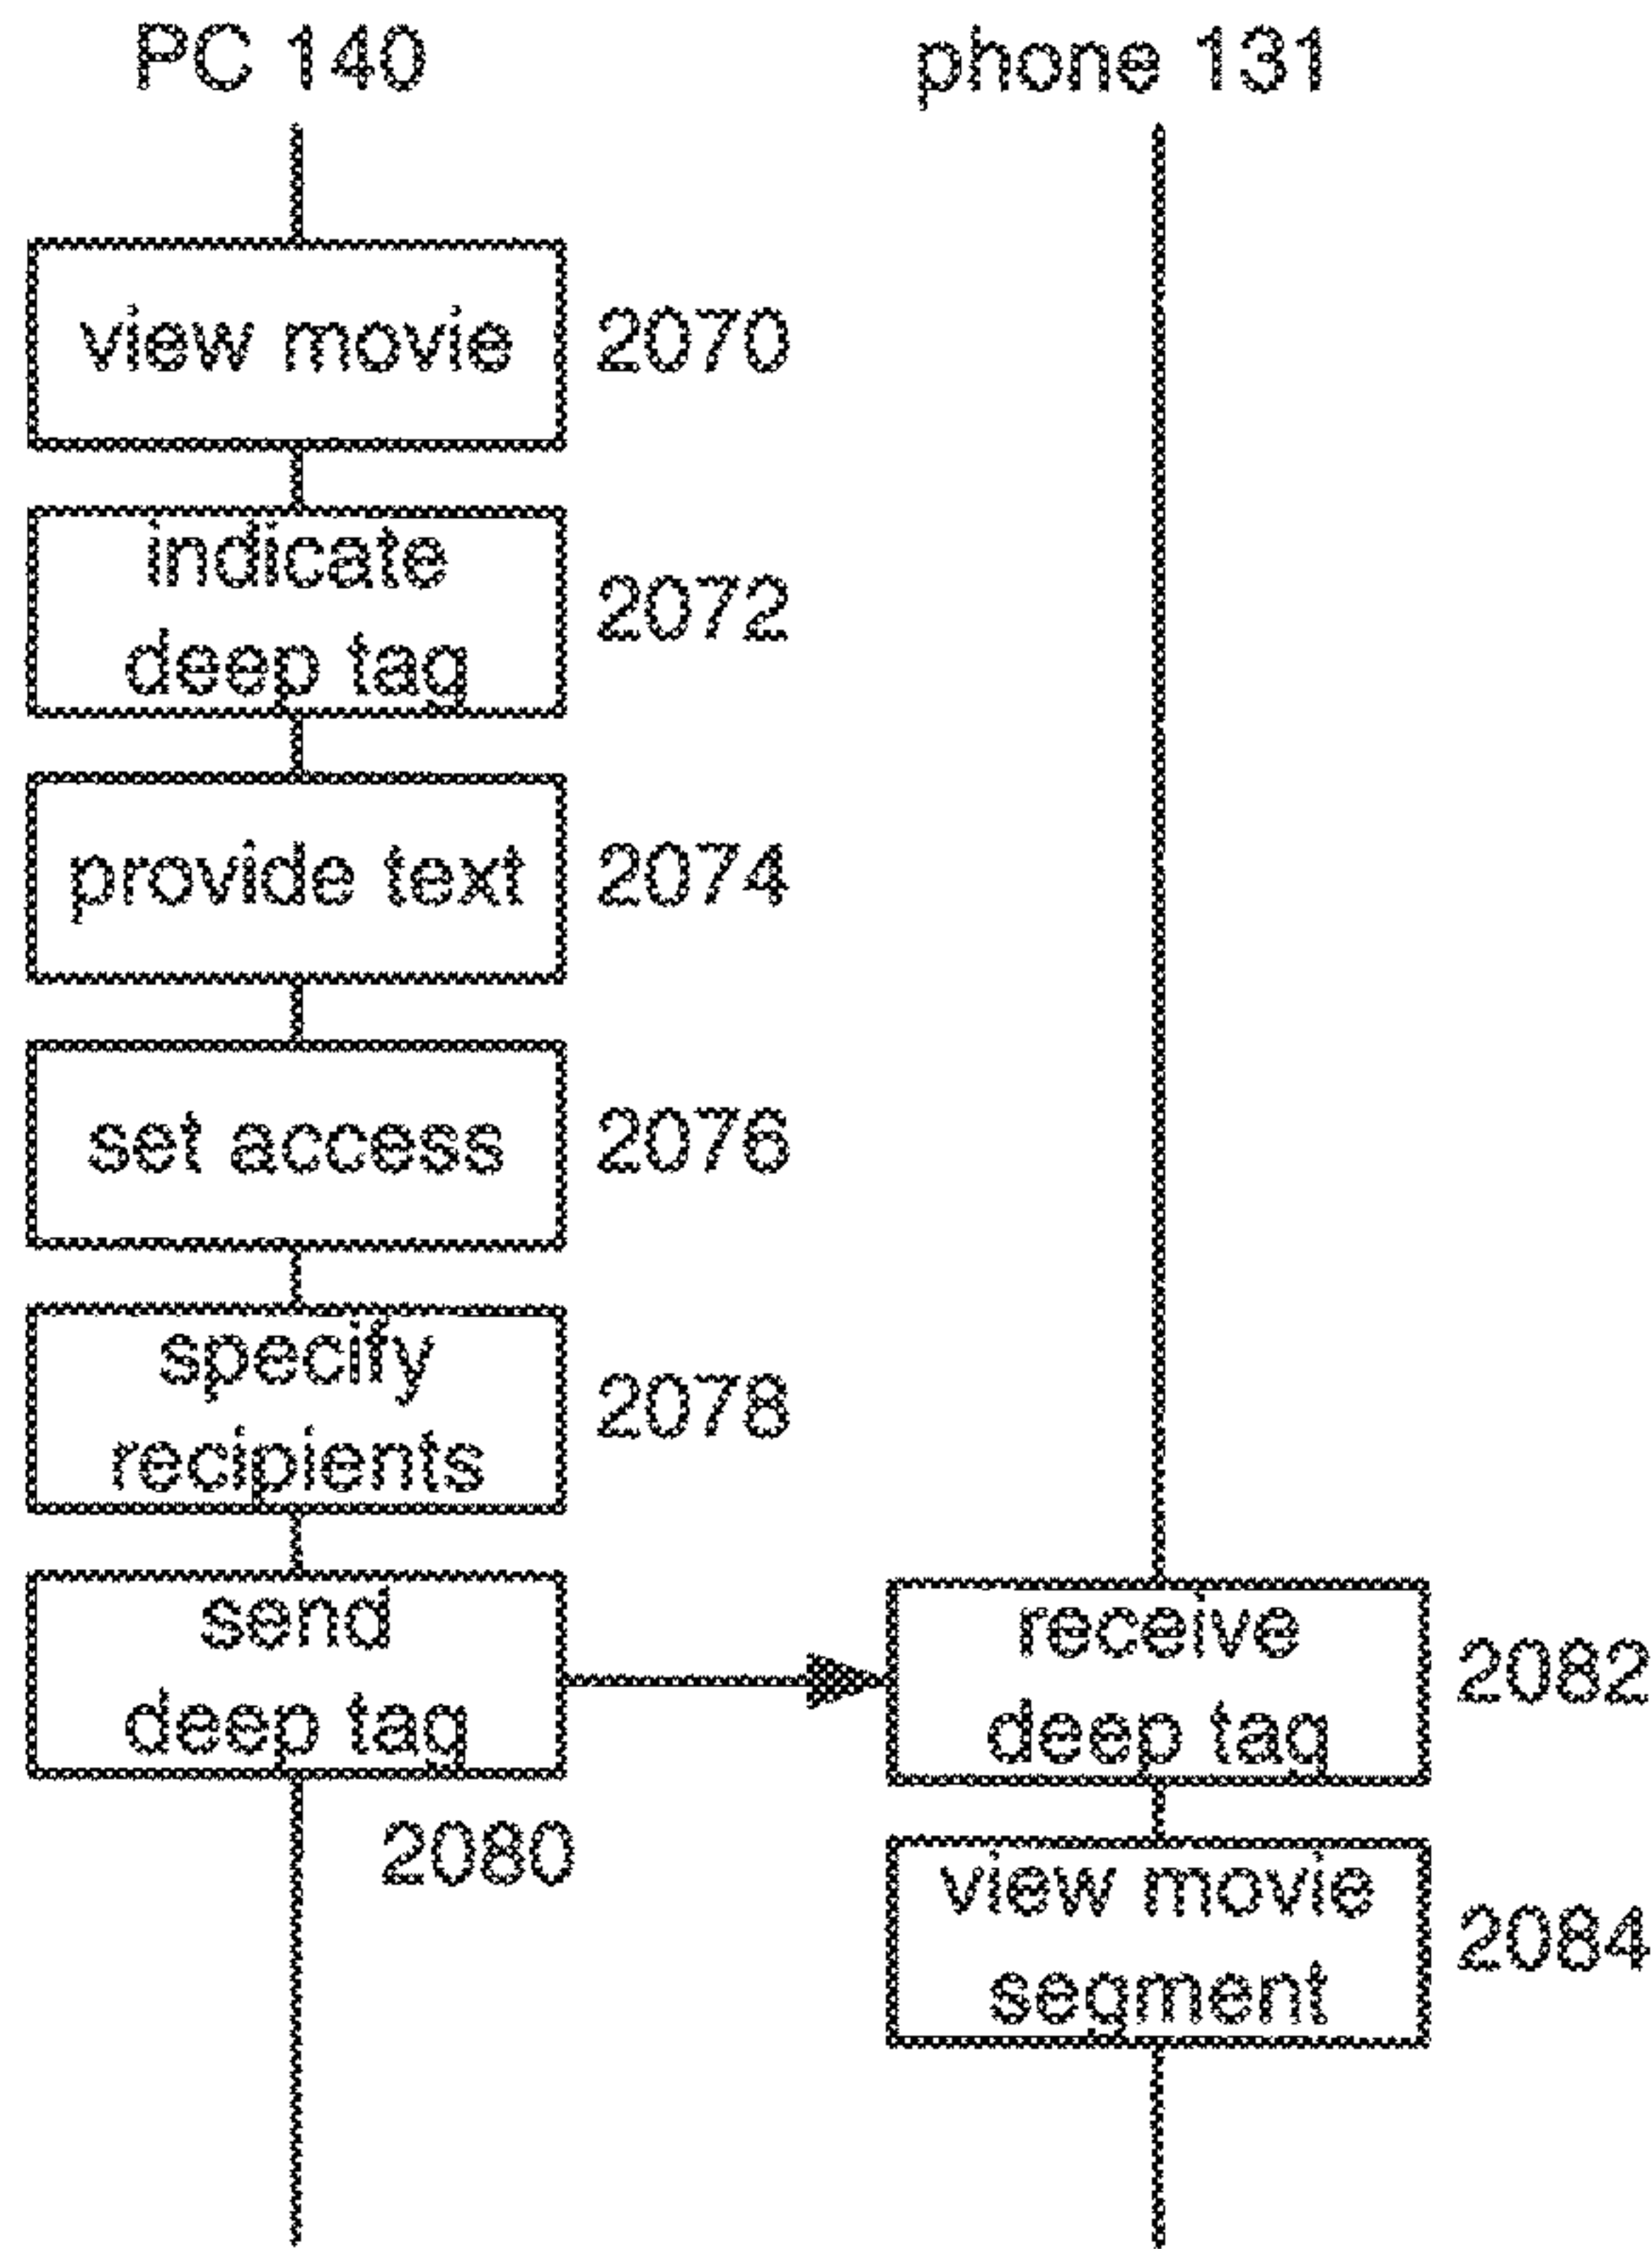 PC 140
phone 131
view movie
2070
indicate
deep tag
2072
provide text
2074
set access
2076
specify
recipients
2078
send
deep tag
2080
receive
deep tag
2082
view movie
segment
2084